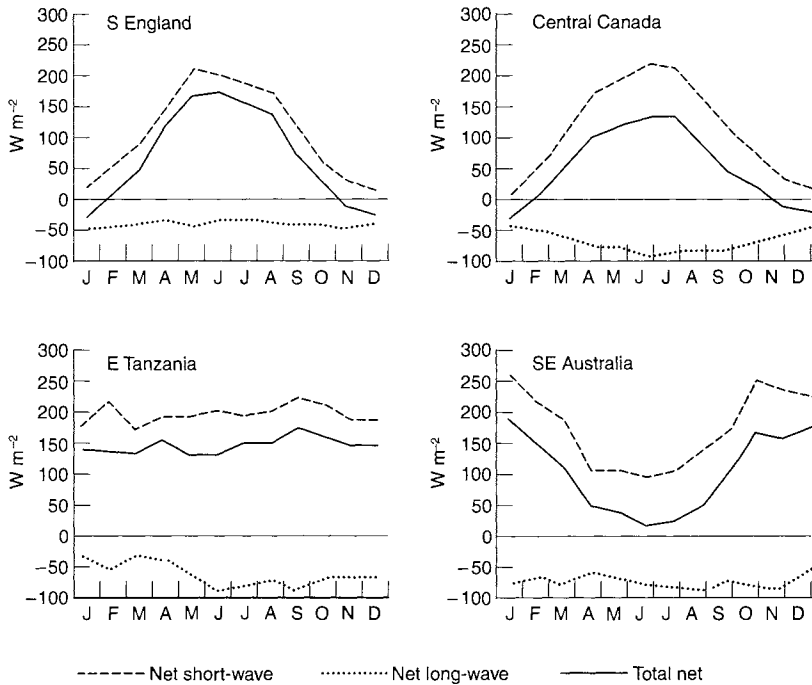 S England
W m⁻²
300
250
200
150
100
50
0
−50
−100
J F M A M J J A S O N D
Central Canada
W m⁻²
300
250
200
150
100
50
0
−50
−100
J F M A M J J A S O N D
E Tanzania
W m⁻²
300
250
200
150
100
50
0
−50
−100
J F M A M J J A S O N D
SE Australia
W m⁻²
300
250
200
150
100
50
0
−50
−100
J F M A M J J A S O N D
Net short-wave Net long-wave Total net